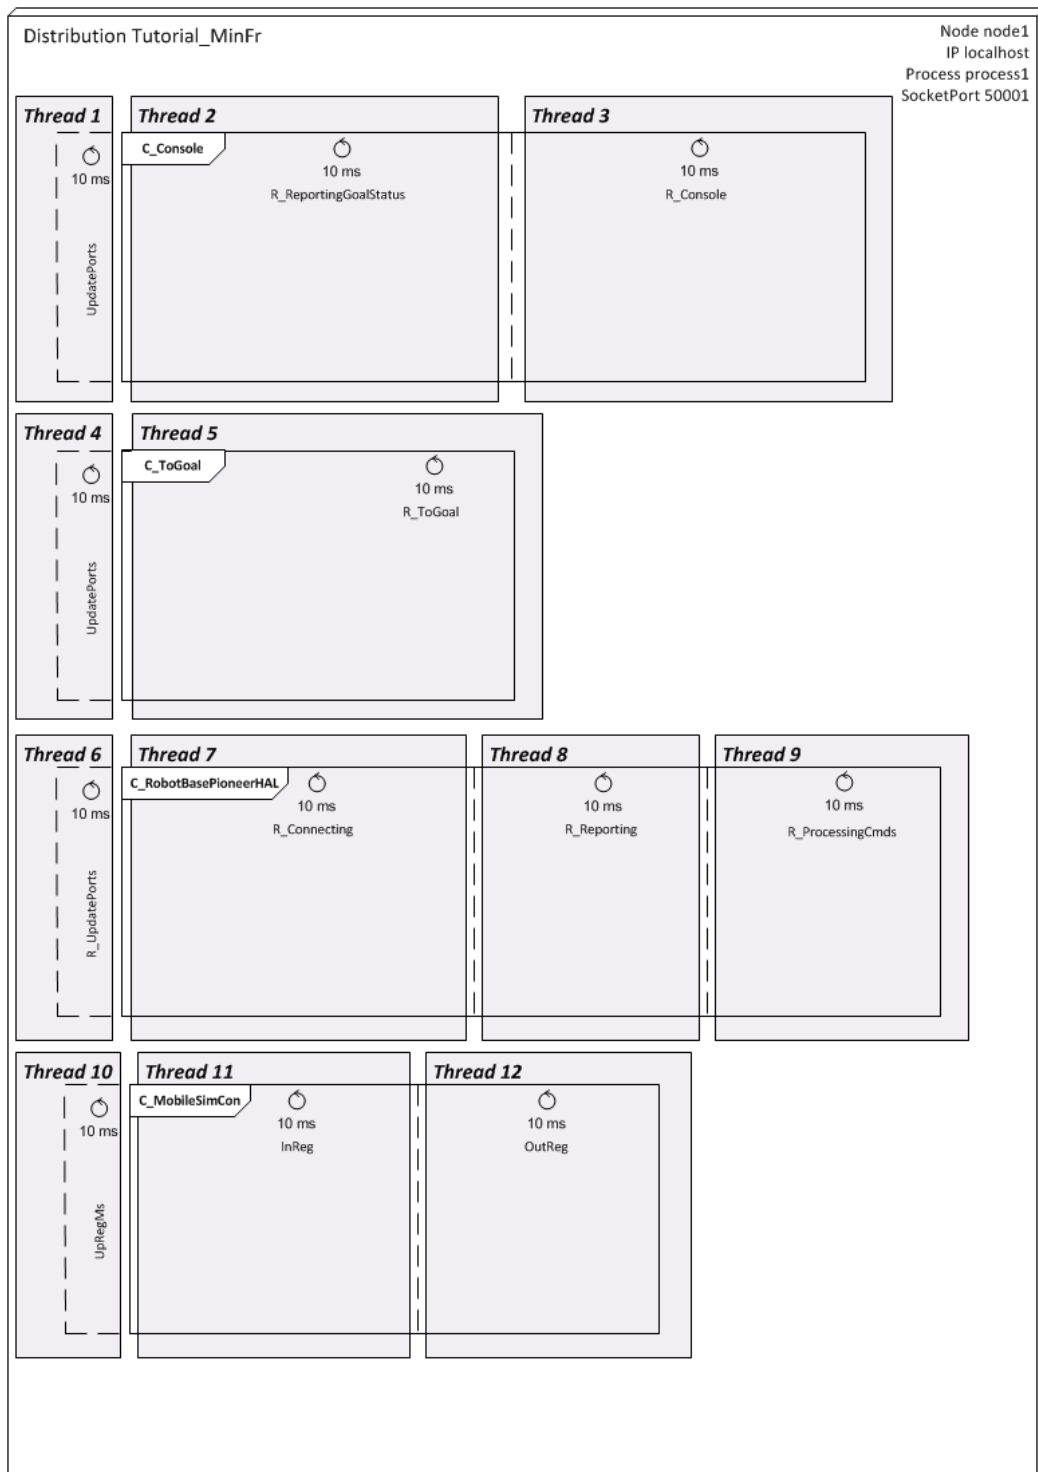 Distribution Tutorial_MinFr
Node node1
IP localhost
Process process1
SocketPort 50001
Thread 1
Thread 2
Thread 3
C_Console
10 ms
UpdatePorts
10 ms
R_ReportingGoalStatus
10 ms
R_Console
Thread 4
Thread 5
C_ToGoal
10 ms
UpdatePorts
10 ms
R_ToGoal
Thread 6
Thread 7
Thread 8
Thread 9
C_RobotBasePioneerHAL
10 ms
R_UpdatePorts
10 ms
R_Connecting
10 ms
R_Reporting
10 ms
R_ProcessingCmds
Thread 10
Thread 11
Thread 12
C_MobileSimCon
10 ms
UpRegMs
10 ms
InReg
10 ms
OutReg